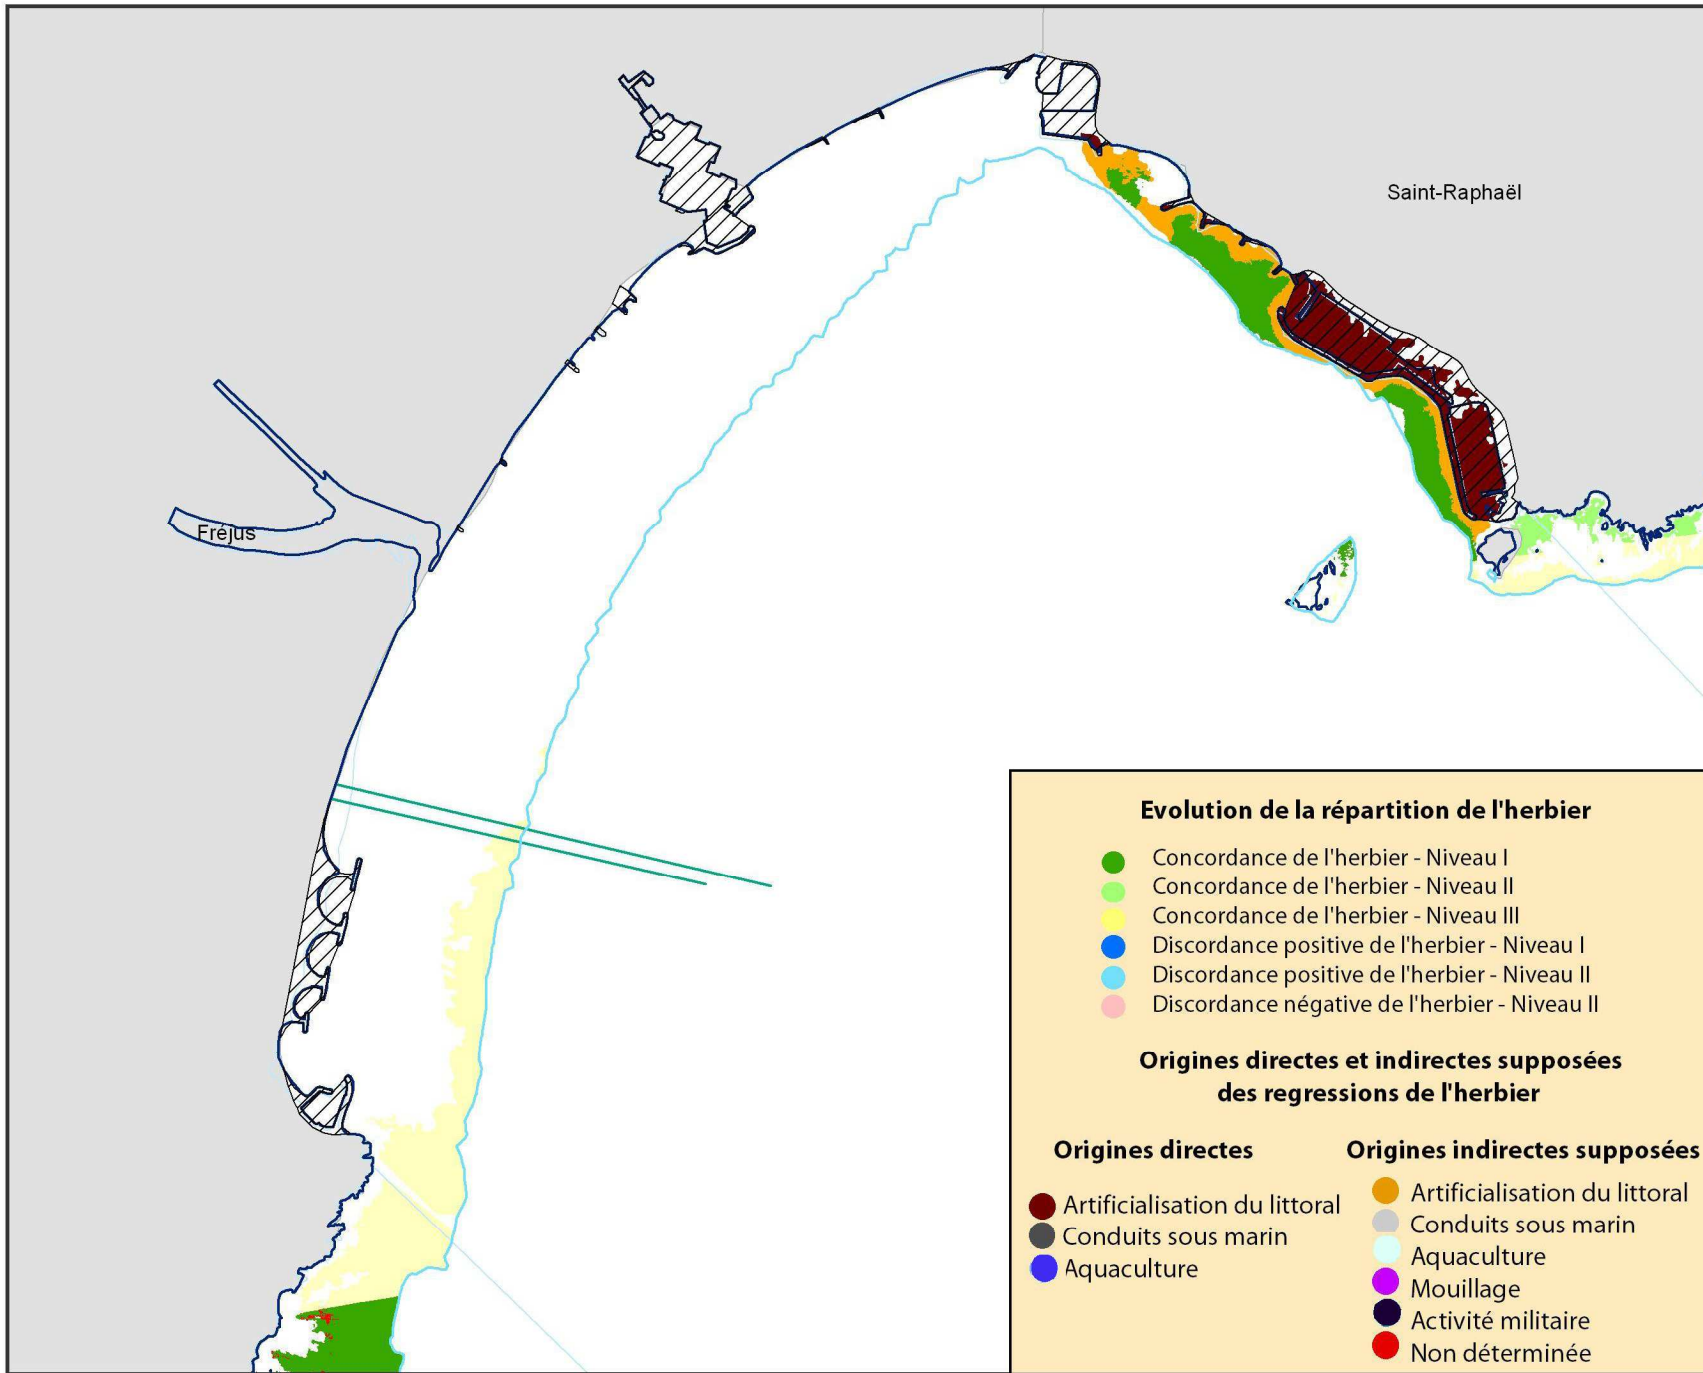 Saint-Raphaël
Fréjus
Evolution de la répartition de l'herbier
Concordance de l'herbier - Niveau I
Concordance de l'herbier - Niveau II
Concordance de l'herbier - Niveau III
Discordance positive de l'herbier - Niveau I
Discordance positive de l'herbier - Niveau II
Discordance négative de l'herbier - Niveau II
Origines directes et indirectes supposées
des regressions de l'herbier
Origines directes
Artificialisation du littoral
Conduits sous marin
Aquaculture
Origines indirectes supposées
Artificialisation du littoral
Conduits sous marin
Aquaculture
Mouillage
Activité militaire
Non déterminée